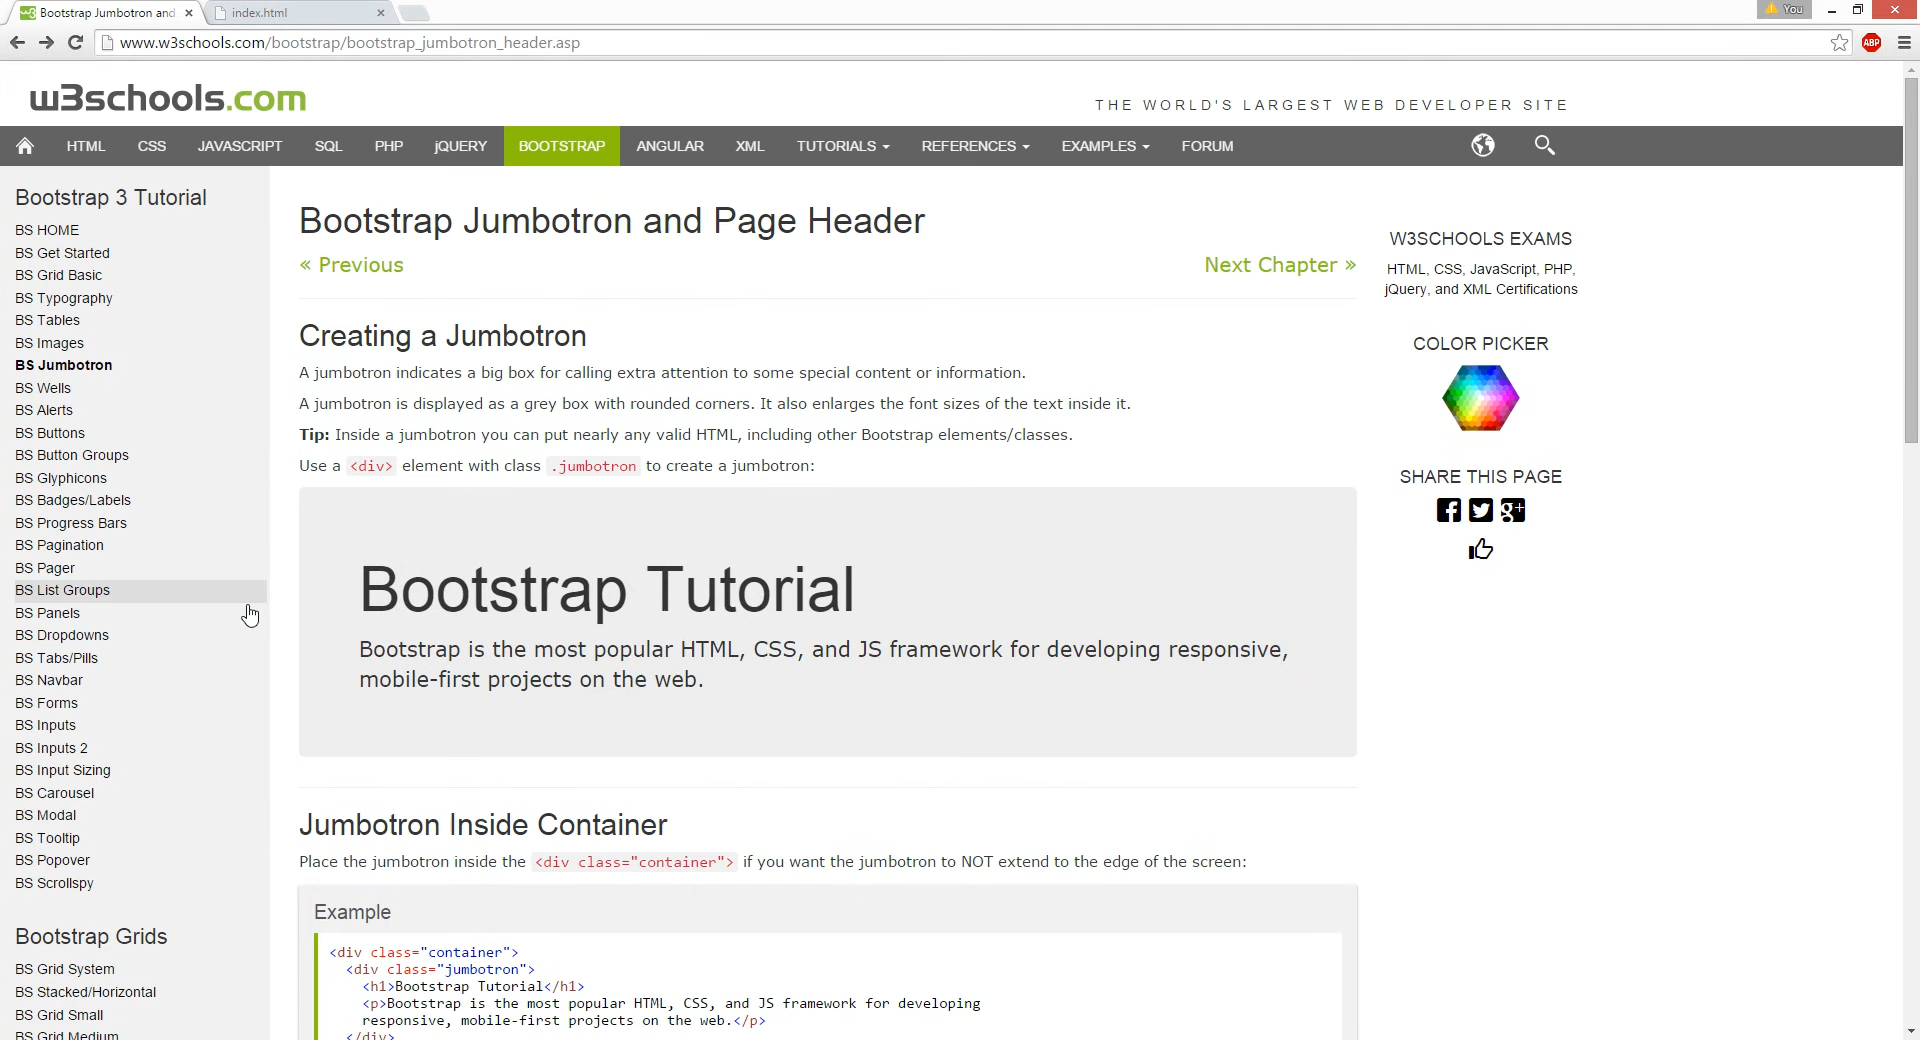 Bootstrap Jumbotron and
index.html
You
www.w3schools.com/bootstrap/bootstrap_jumbotron_header.asp
ABP
w3schools.com
THE WORLD'S LARGEST WEB DEVELOPER SITE
HTML CSS JAVASCRIPT SQL PHP jQUERY BOOTSTRAP ANGULAR XML TUTORIALS REFERENCES EXAMPLES FORUM
Bootstrap 3 Tutorial
BS HOME
BS Get Started
BS Grid Basic
BS Typography
BS Tables
BS Images
BS Jumbotron
BS Wells
BS Alerts
BS Buttons
BS Button Groups
BS Glyphicons
BS Badges/Labels
BS Progress Bars
BS Pagination
BS Pager
BS List Groups
BS Panels
BS Dropdowns
BS Tabs/Pills
BS Navbar
BS Forms
BS Inputs
BS Inputs 2
BS Input Sizing
BS Carousel
BS Modal
BS Tooltip
BS Popover
BS Scrollspy
Bootstrap Grids
BS Grid System
BS Stacked/Horizontal
BS Grid Small
BS Grid Medium
Bootstrap Jumbotron and Page Header
« Previous
Next Chapter »
Creating a Jumbotron
A jumbotron indicates a big box for calling extra attention to some special content or information.
A jumbotron is displayed as a grey box with rounded corners. It also enlarges the font sizes of the text inside it.
Tip: Inside a jumbotron you can put nearly any valid HTML, including other Bootstrap elements/classes.
Use a <div> element with class .jumbotron to create a jumbotron:
Bootstrap Tutorial
Bootstrap is the most popular HTML, CSS, and JS framework for developing responsive,
mobile-first projects on the web.
Jumbotron Inside Container
Place the jumbotron inside the <div class="container"> if you want the jumbotron to NOT extend to the edge of the screen:
Example
<div class="container">
<div class="jumbotron">
<h1>Bootstrap Tutorial</h1>
<p>Bootstrap is the most popular HTML, CSS, and JS framework for developing
responsive, mobile-first projects on the web.</p>
</div>
W3SCHOOLS EXAMS
HTML, CSS, JavaScript, PHP,
jQuery, and XML Certifications
COLOR PICKER
SHARE THIS PAGE